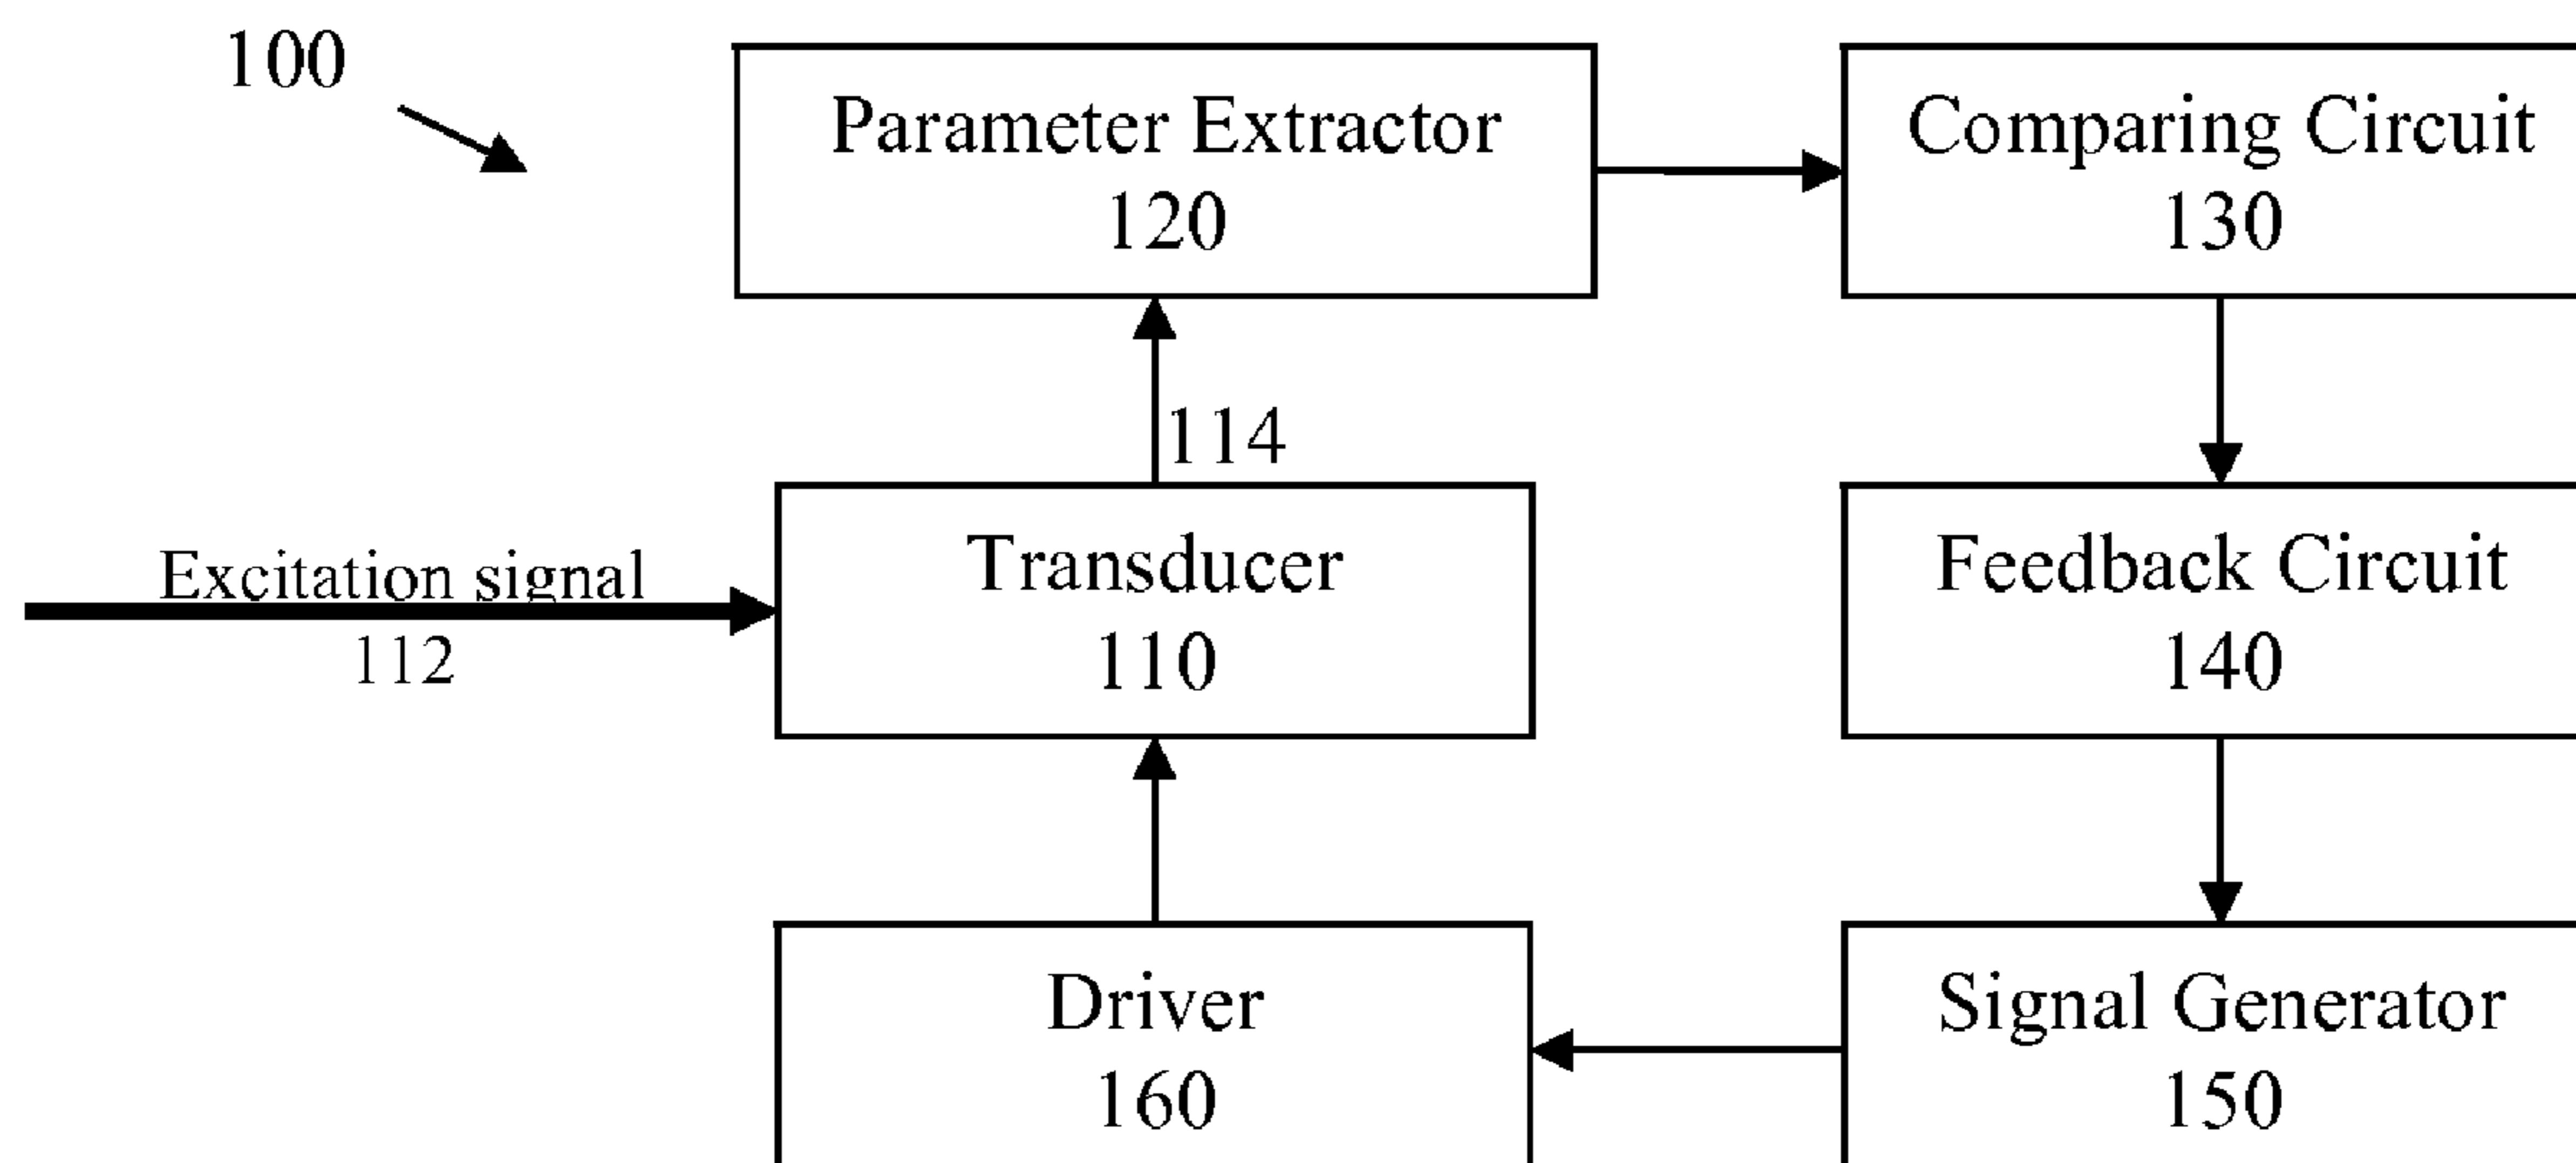 100
Parameter Extractor
120
Comparing Circuit
130
114
Excitation signal
112
Transducer
110
Feedback Circuit
140
Driver
160
Signal Generator
150